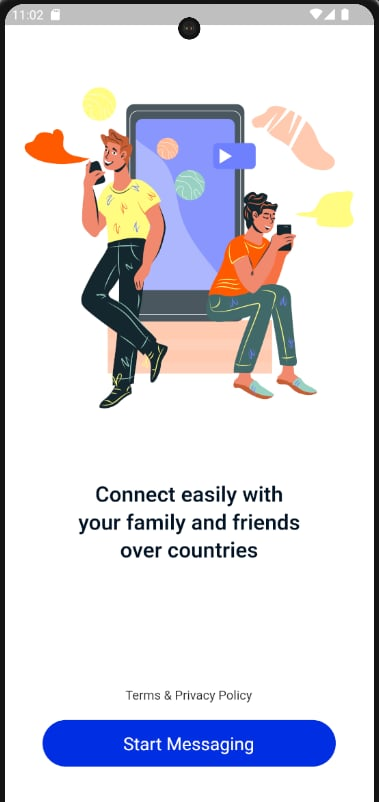 11:02
Connect easily with
your family and friends
over countries
Terms & Privacy Policy
Start Messaging